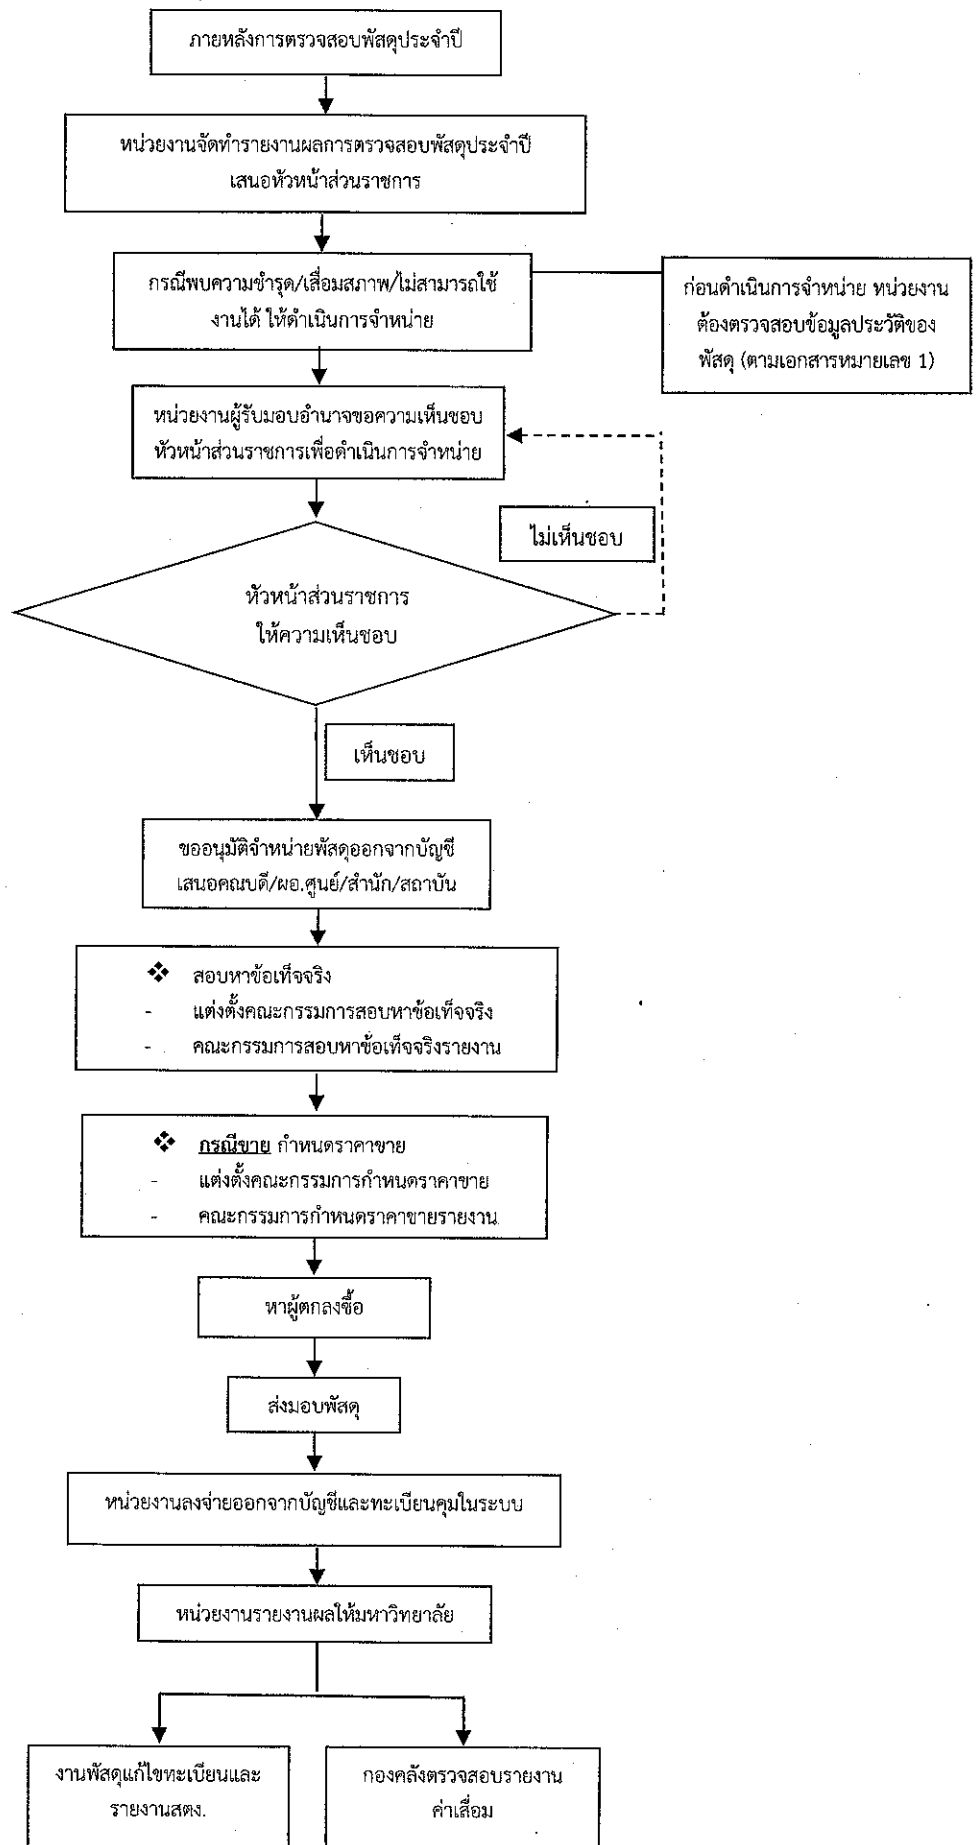 ภายหลังการตรวจสอบพัสดุประจำปี
หน่วยงานจัดทำรายงานผลการตรวจสอบพัสดุประจำปี
เสนอหัวหน้าส่วนราชการ
กรณีพบความชำรุด/เสื่อมสภาพ/ไม่สามารถใช้
งานได้ ให้ดำเนินการจำหน่าย
ก่อนดำเนินการจำหน่าย หน่วยงาน
ต้องตรวจสอบข้อมูลประวัติของ
พัสดุ (ตามเอกสารหมายเลข 1)
หน่วยงานผู้รับมอบอำนาจขอความเห็นชอบ
หัวหน้าส่วนราชการเพื่อดำเนินการจำหน่าย
ไม่เห็นชอบ
หัวหน้าส่วนราชการ
ให้ความเห็นชอบ
เห็นชอบ
ขออนุมัติจำหน่ายพัสดุออกจากบัญชี
เสนอคณบดี/ผอ.ศูนย์/สำนัก/สถาบัน
❖ สอบหาข้อเท็จจริง
- แต่งตั้งคณะกรรมการสอบหาข้อเท็จจริง
- คณะกรรมการสอบหาข้อเท็จจริงรายงาน
❖ กรณีขาย กำหนดราคาขาย
- แต่งตั้งคณะกรรมการกำหนดราคาขาย
- คณะกรรมการกำหนดราคาขายรายงาน
หาผู้ตกลงซื้อ
ส่งมอบพัสดุ
หน่วยงานลงจ่ายออกจากบัญชีและทะเบียนคุมในระบบ
หน่วยงานรายงานผลให้มหาวิทยาลัย
งานพัสดุแก้ไขทะเบียนและ
รายงานสตง.
กองคลังตรวจสอบรายงาน
ค่าเสื่อม